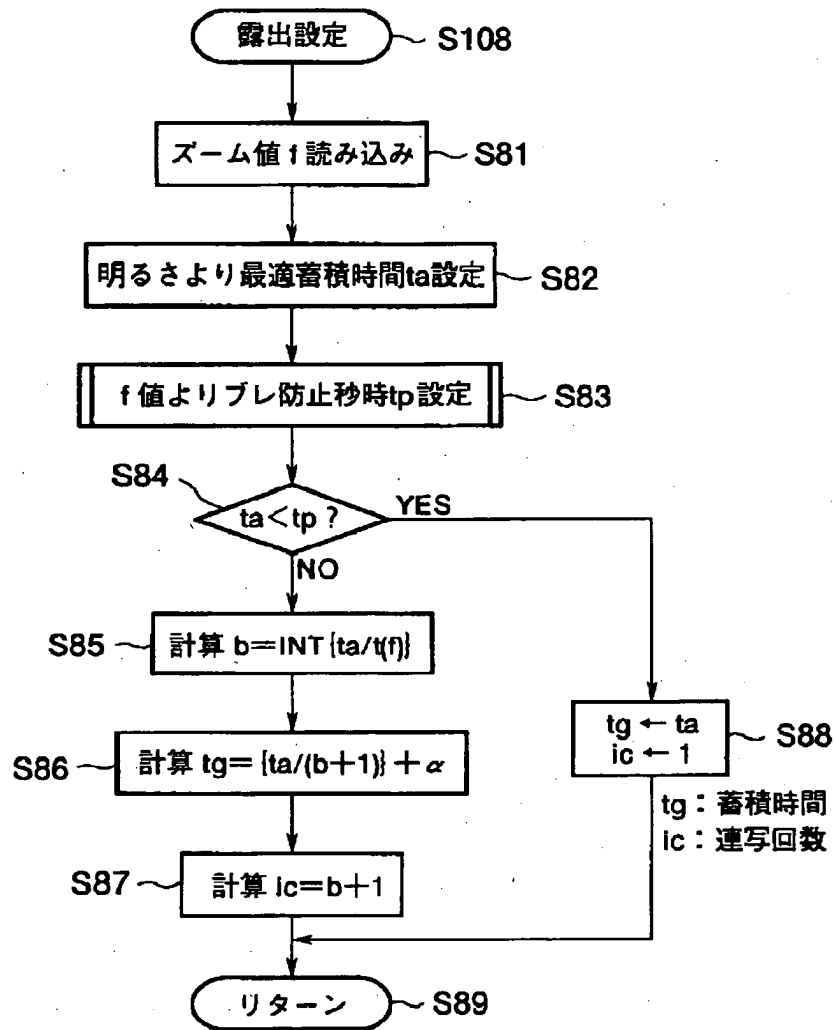 露出設定
S108
ズーム値 f 読み込み
S81
明るさより最適蓄積時間ta設定
S82
f 値よりブレ防止秒時tp設定
S83
S84
ta<tp ?
YES
NO
S85
計算 b=INT{ta/t(f)}
S86
計算 tg={ta/(b+1)}+α
S87
計算 ic=b+1
tg ← ta
ic ← 1
S88
tg：蓄積時間
ic：連写回数
リターン
S89